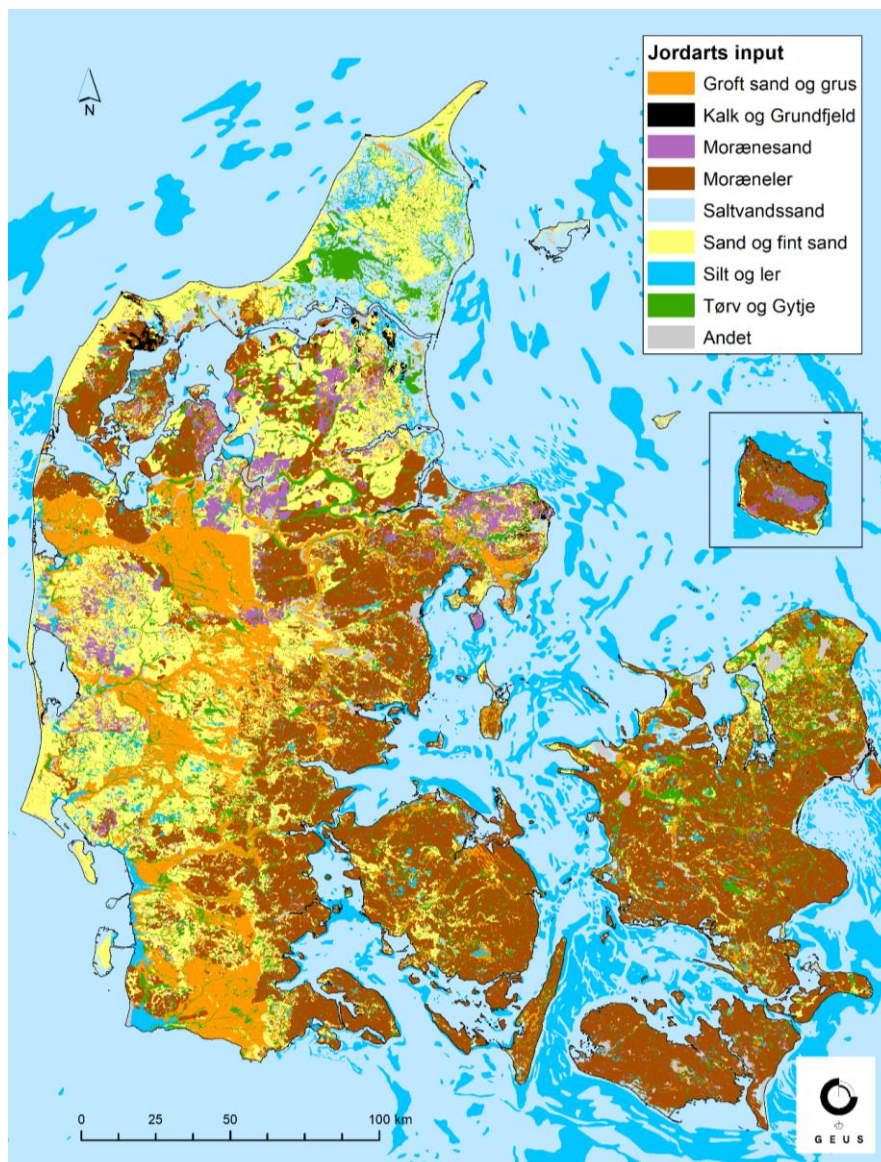 Jordarts input
Groft sand og grus
Kalk og Grundfjeld
Morænesand
Moræneler
Saltvandssand
Sand og fint sand
Silt og ler
Tørv og Gytje
Andet
N
0 25 50 100 km
G E U S